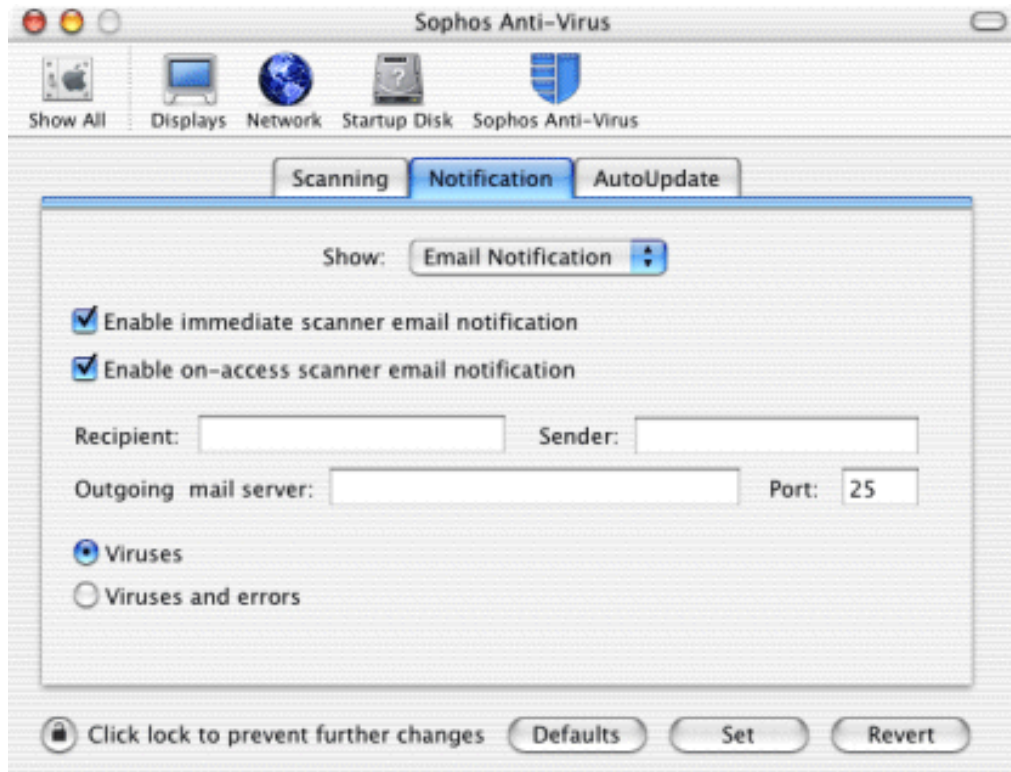 Sophos Anti-Virus
Show All Displays Network Startup Disk Sophos Anti-Virus
Scanning Notification AutoUpdate
Show: Email Notification
Enable immediate scanner email notification
Enable on-access scanner email notification
Recipient: Sender:
Outgoing mail server: Port: 25
Viruses
Viruses and errors
Click lock to prevent further changes Defaults Set Revert